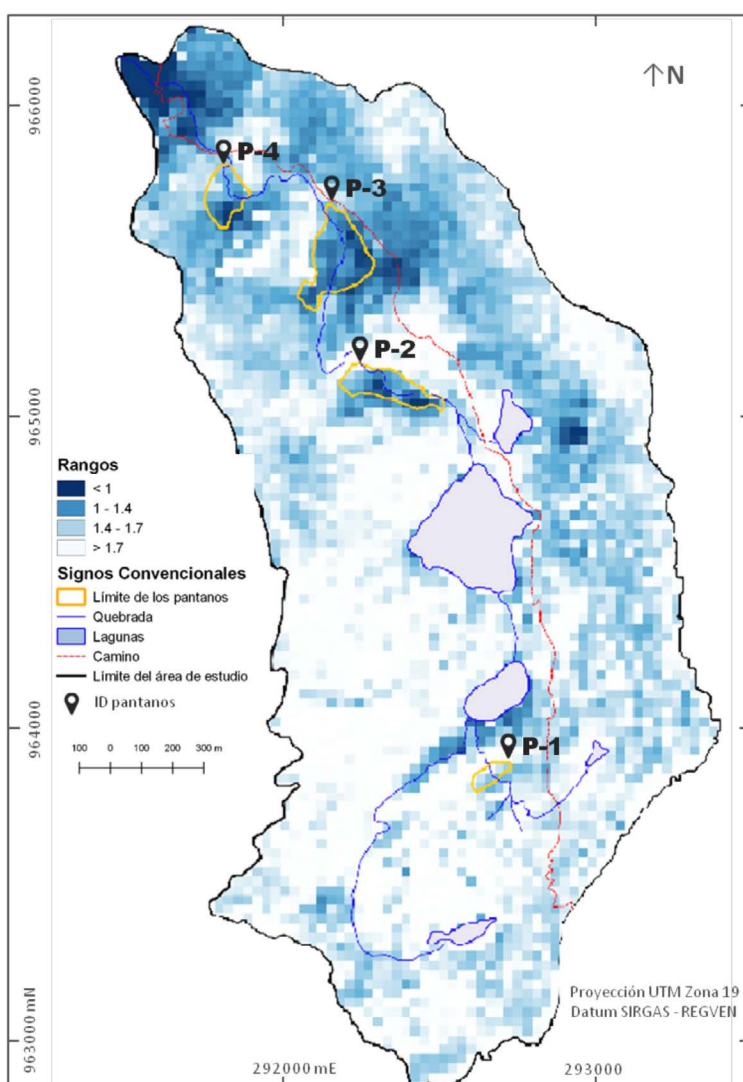 966000
↑N
P-4
P-3
P-2
965000
Rangos
< 1
1 - 1.4
1.4 - 1.7
> 1.7
Signos Convencionales
Límite de los pantanos
Quebrada
Lagunas
Camino
Límite del área de estudio
ID pantanos
100 0 100 200 300 m
964000
P-1
963000 mN
Proyección UTM Zona 19
Datum SIRGAS - REGVEN
292000 mE
293000